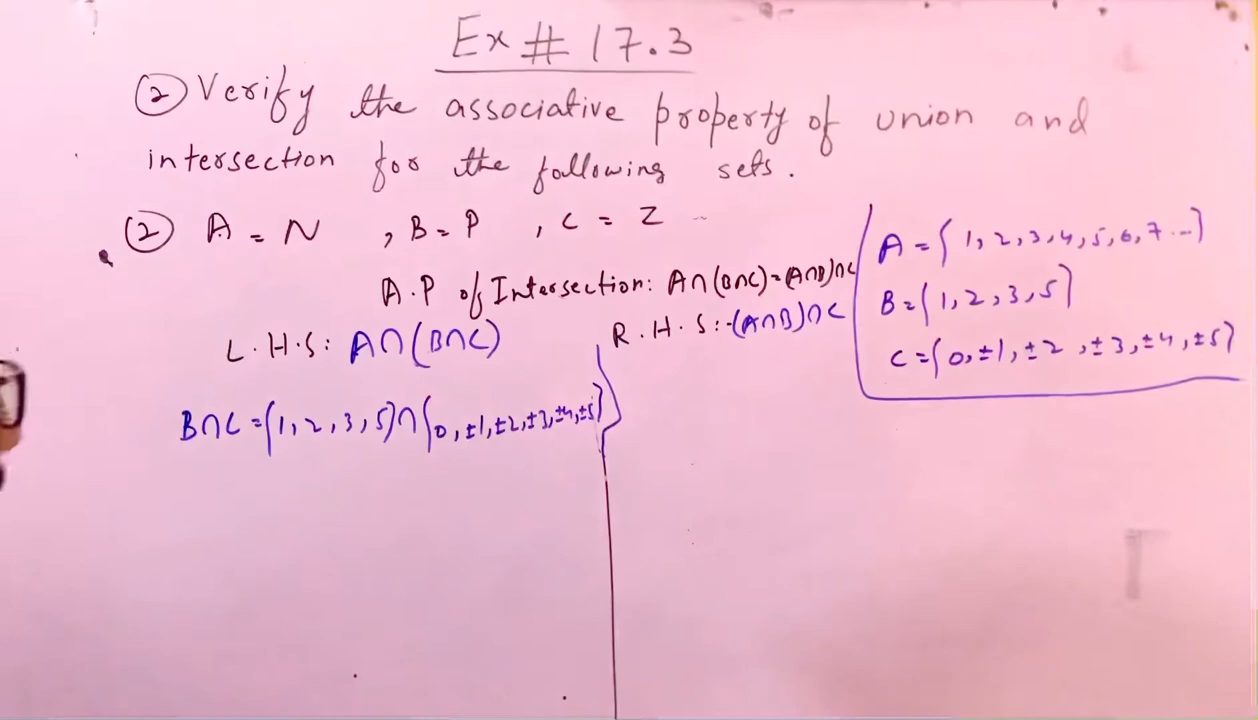 Ex # 17.3
② Verify the associative property of union and
intersection for the following sets.
② A = N , B = P , C = Z
A.P of Intersection: A∩(B∩C)=(A∩B)∩C
L.H.S: A∩(B∩C)
R.H.S:-(A∩B)∩C
B∩C={1,2,3,5}∩{0,±1,±2,±3,±4,±5}
A={1,2,3,4,5,6,7...}
B={1,2,3,5}
C={0,±1,±2,±3,±4,±5}